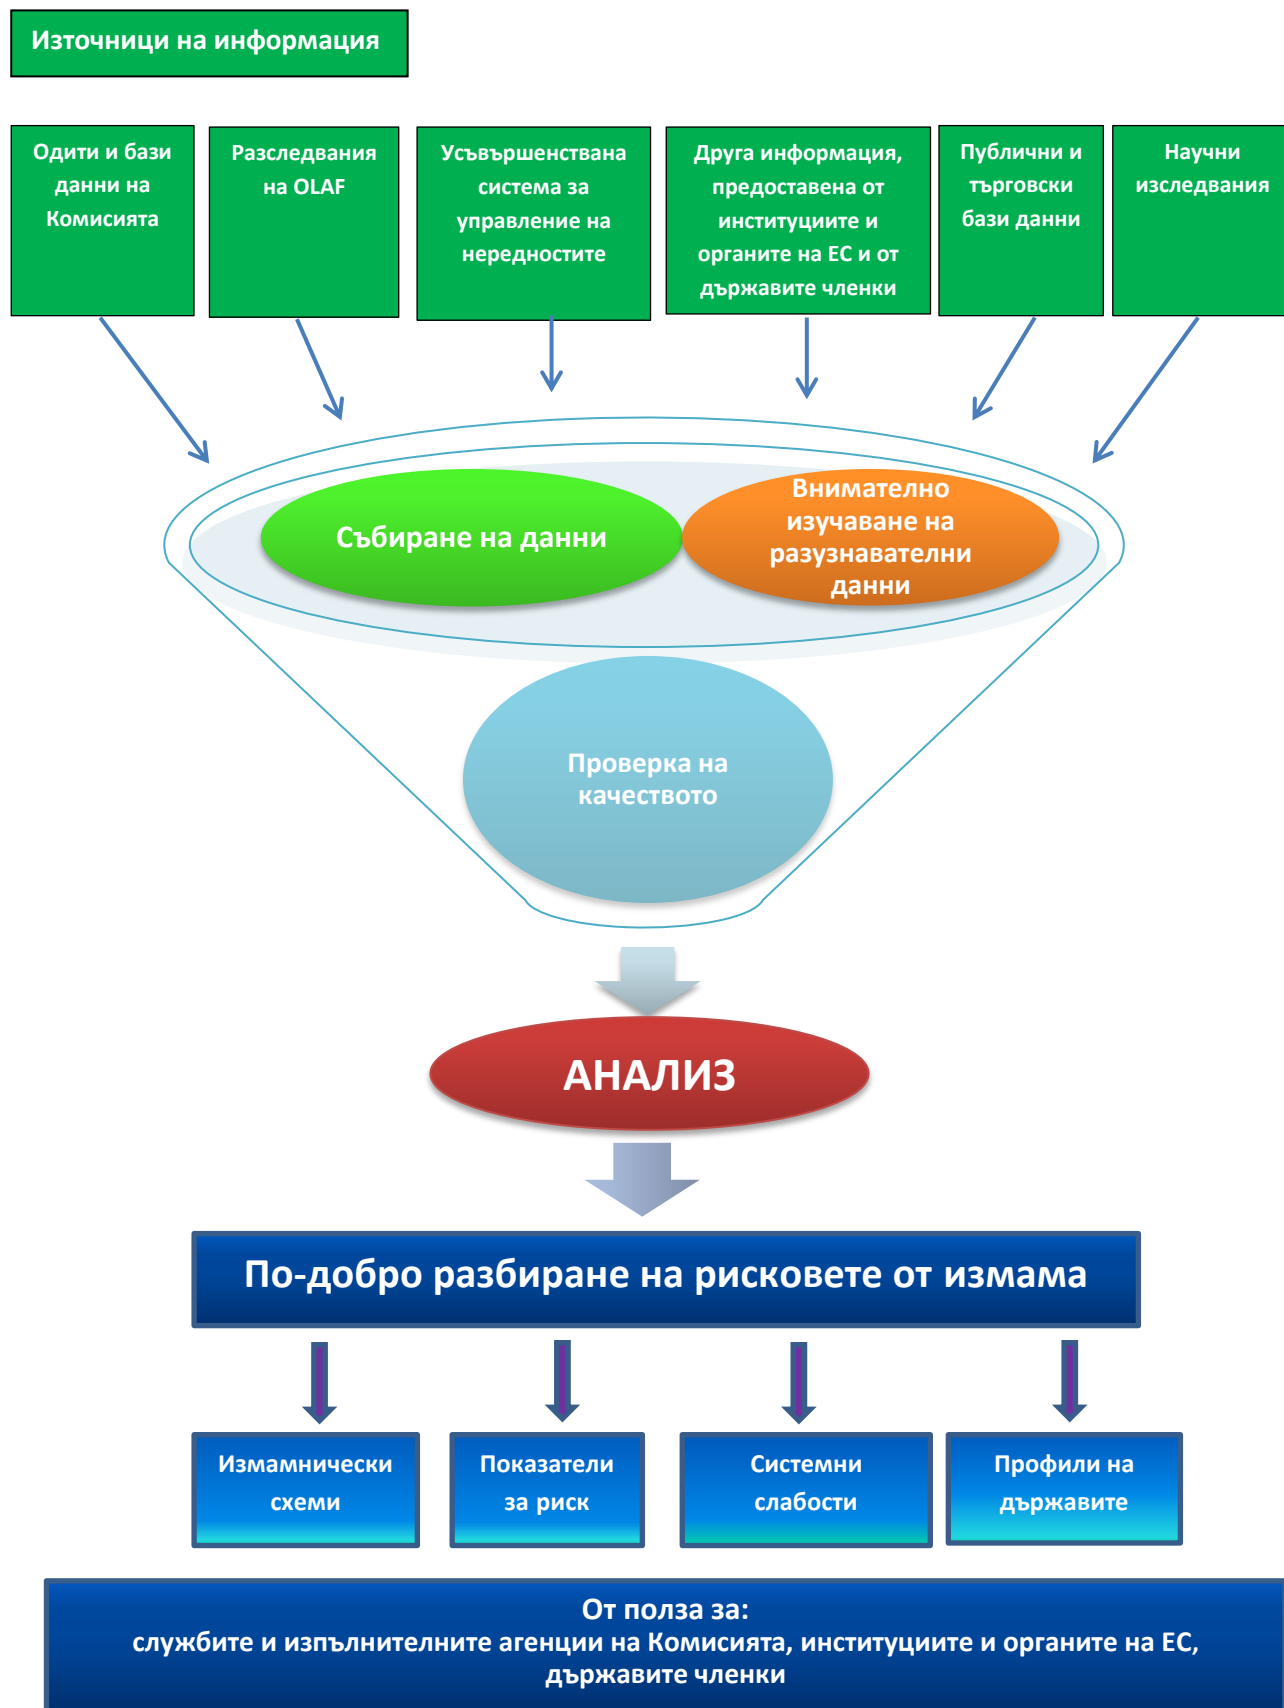 Източници на информация
Одити и бази
данни на
Комисията
Разследвания
на OLAF
Усъвършенствана
система за
управление на
нередностите
Друга информация,
предоставена от
институциите и
органите на ЕС и от
държавите членки
Публични и
търговски
бази данни
Научни
изследвания
Събиране на данни
Внимателно
изучаване на
разузнавателни
данни
Проверка на
качеството
АНАЛИЗ
По-добро разбиране на рисковете от измама
Измамнически
схеми
Показатели
за риск
Системни
слабости
Профили на
държавите
От полза за:
службите и изпълнителните агенции на Комисията, институциите и органите на ЕС,
държавите членки